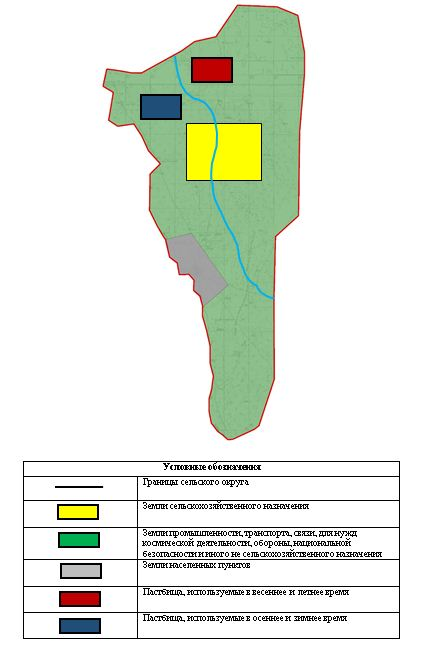 Условные обозначения
Границы сельского округа
Земли сельскохозяйственного назначения
Земли промышленности, транспорта, связи, для нужд
космической деятельности, обороны, национальной
безопасности и иного не сельскохозяйственного назначения
Земли населенных пунктов
Пастбища, используемые в весеннее и летнее время
Пастбища, используемые в осеннее и зимнее время